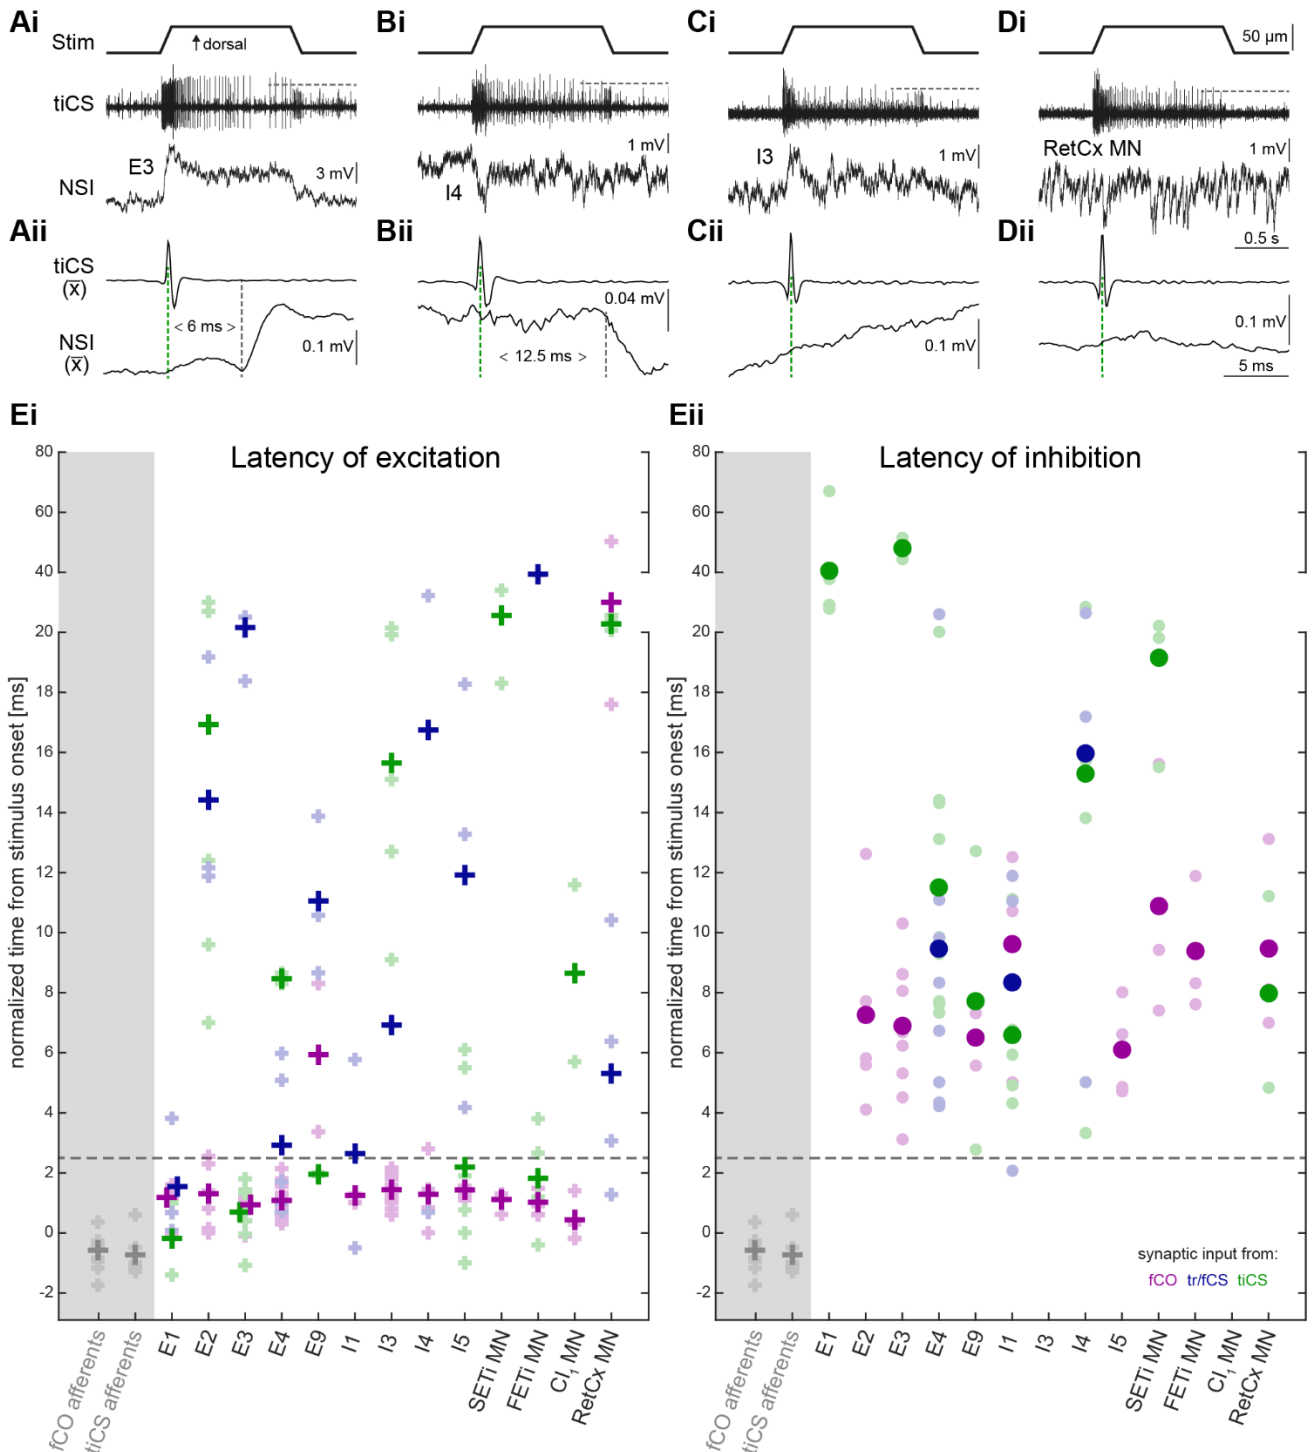 Ai Bi Ci Di
Stim ↑ dorsal 50 µm
tiCS
1 mV 1 mV 1 mV
E3 I4 I3 RetCx MN
NSI 3 mV
0.5 s
Aii Bii Cii Dii
tiCS
(x̄)
0.04 mV
< 6 ms > < 12.5 ms >
NSI
(x̄)
0.1 mV 0.1 mV 0.1 mV
5 ms
Ei Eii
Latency of excitation
80
60
40
20
18
16
14
12
10
8
6
4
2
0
-2
normalized time from stimulus onset [ms]
fCO afferents
tiCS afferents
E1
E2
E3
E4
E9
I1
I3
I4
I5
SETi MN
FETi MN
Cl₁ MN
RetCx MN
Latency of inhibition
80
60
40
20
18
16
14
12
10
8
6
4
2
0
-2
normalized time from stimulus onest [ms]
synaptic input from:
fCO tr/fCS tiCS
fCO afferents
tiCS afferents
E1
E2
E3
E4
E9
I1
I3
I4
I5
SETi MN
FETi MN
Cl₁ MN
RetCx MN